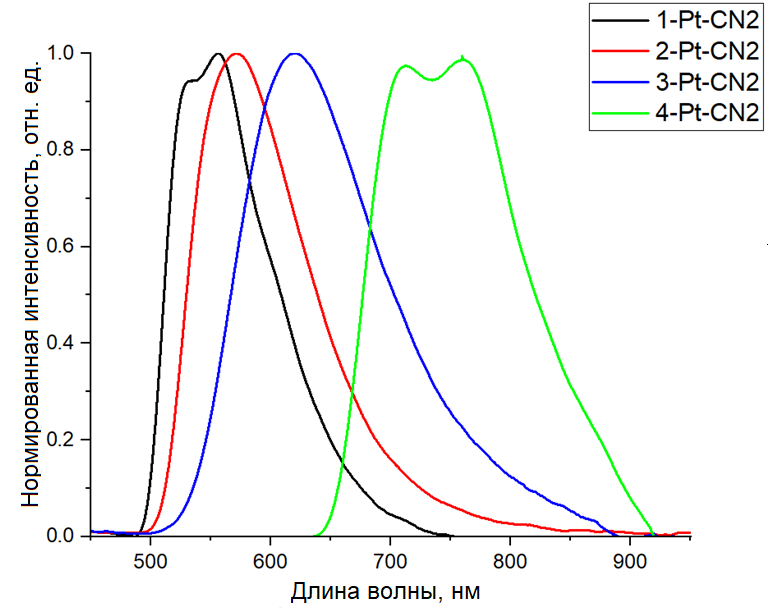 1-Pt-CN2
2-Pt-CN2
3-Pt-CN2
4-Pt-CN2
Нормированная интенсивность, отн. ед.
1.0
0.8
0.6
0.4
0.2
0.0
500 600 700 800 900
Длина волны, нм